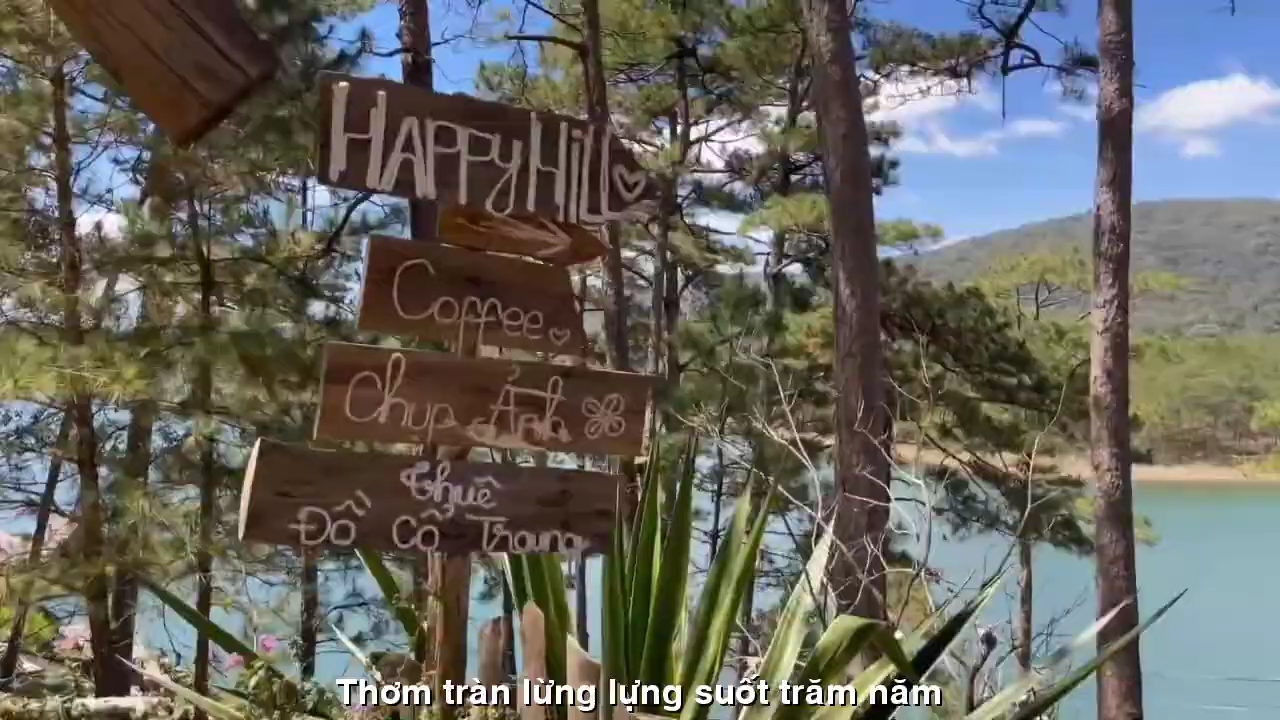 Happy Hill
Coffee
Chụp Ảnh
Thuê
Đồ Cổ Trang
Thơm tràn lừng lựng suốt trăm năm